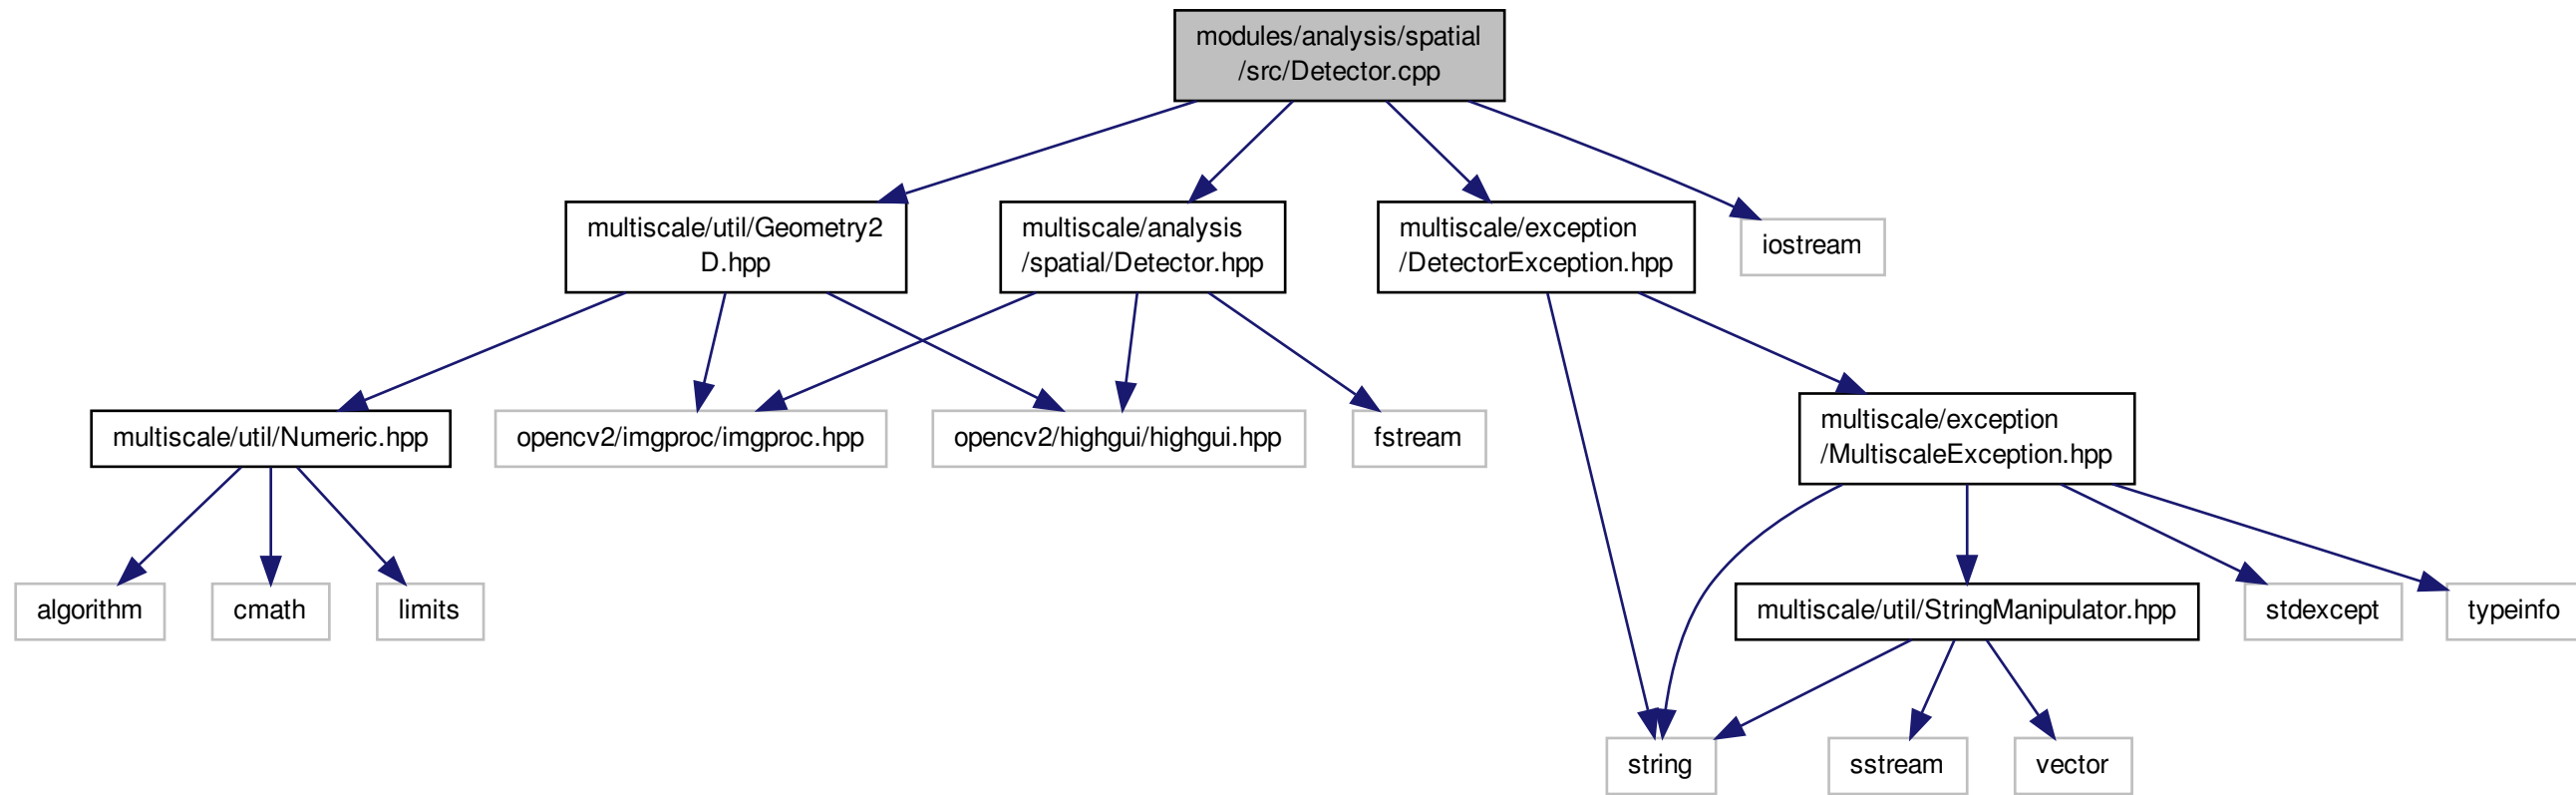 modules/analysis/spatial
/src/Detector.cpp
multiscale/util/Geometry2
D.hpp
multiscale/analysis
/spatial/Detector.hpp
multiscale/exception
/DetectorException.hpp
iostream
multiscale/util/Numeric.hpp
opencv2/imgproc/imgproc.hpp
opencv2/highgui/highgui.hpp
fstream
multiscale/exception
/MultiscaleException.hpp
algorithm
cmath
limits
multiscale/util/StringManipulator.hpp
stdexcept
typeinfo
string
sstream
vector